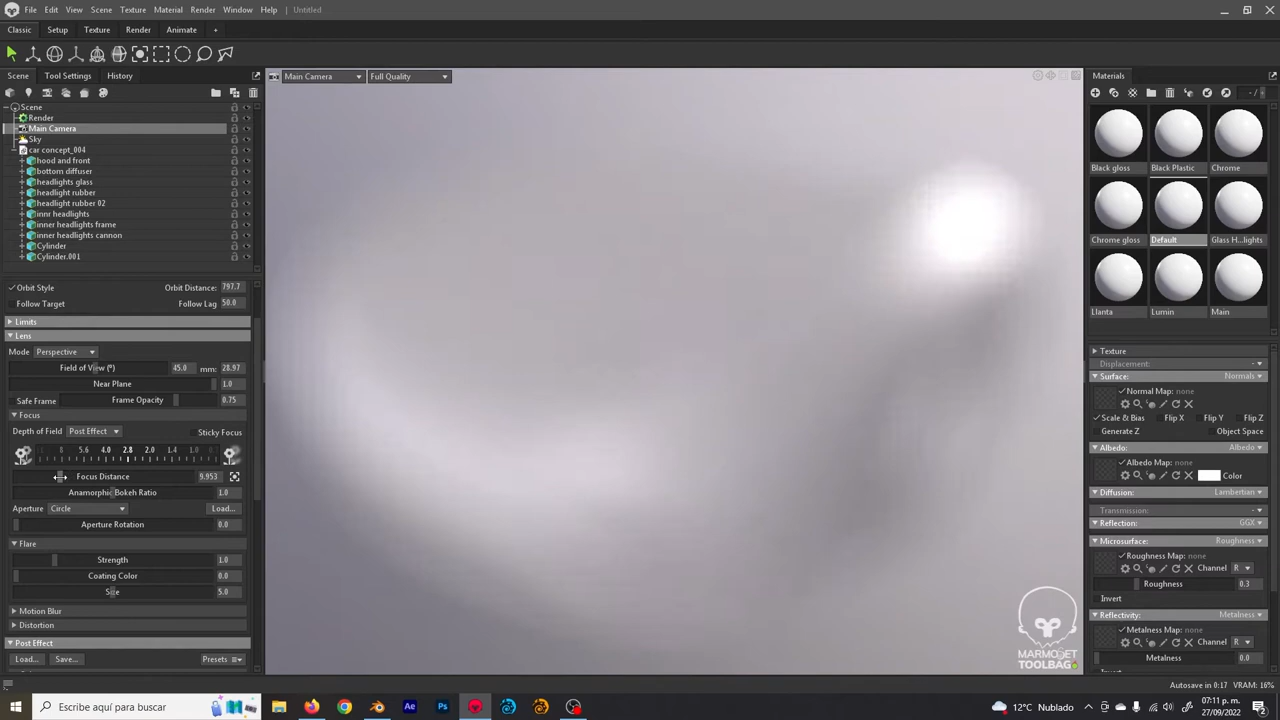 File Edit View Scene Texture Material Render Window Help Untitled
Classic Setup Texture Render Animate +
Scene Tool Settings History
Main Camera Full Quality
Materials
Scene
Render
Main Camera
Sky
car concept_004
hood and front
bottom diffuser
headlights glass
headlight rubber
headlight rubber 02
innr headlights
inner headlights frame
inner headlights cannon
Cylinder
Cylinder.001
Orbit Style Orbit Distance: 797.7
Follow Target Follow Lag 50.0
Limits
Lens
Mode Perspective
Field of View (°) 45.0 mm: 28.97
Near Plane 1.0
Safe Frame Frame Opacity 0.75
Focus
Depth of Field Post Effect Sticky Focus
8 5.6 4.0 2.8 2.0 1.4 1.0
Focus Distance 9.953
Anamorphic Bokeh Ratio 1.0
Aperture Circle Load...
Aperture Rotation 0.0
Flare
Strength 1.0
Coating Color 0.0
Size 5.0
Motion Blur
Distortion
Post Effect
Load... Save... Presets
Black gloss Black Plastic Chrome
Chrome gloss Default Glass H...lights
Llanta Lumin Main
Texture
Displacement:
Surface: Normals
Normal Map: none
Scale & Bias Flip X Flip Y Flip Z
Generate Z Object Space
Albedo: Albedo
Albedo Map: none
Color
Diffusion: Lambertian
Transmission:
Reflection: GGX
Microsurface: Roughness
Roughness Map: none
Channel R
Roughness 0.3
Invert
Reflectivity: Metalness
Metalness Map: none
Channel R
Metalness 0.0
MARMOSET
TOOLBAG
Autosave in 0:17 VRAM: 16%
Escribe aquí para buscar
12°C Nublado
07:11 p. m.
27/09/2022